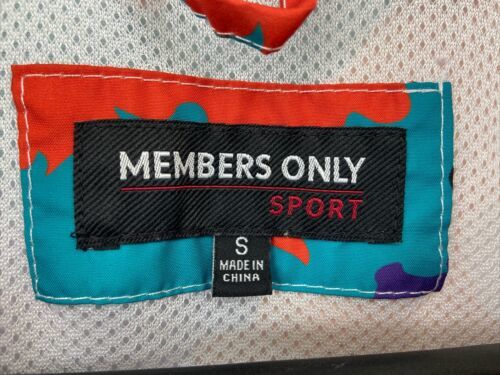 MEMBERS ONLY
SPORT
S
MADE IN
CHINA